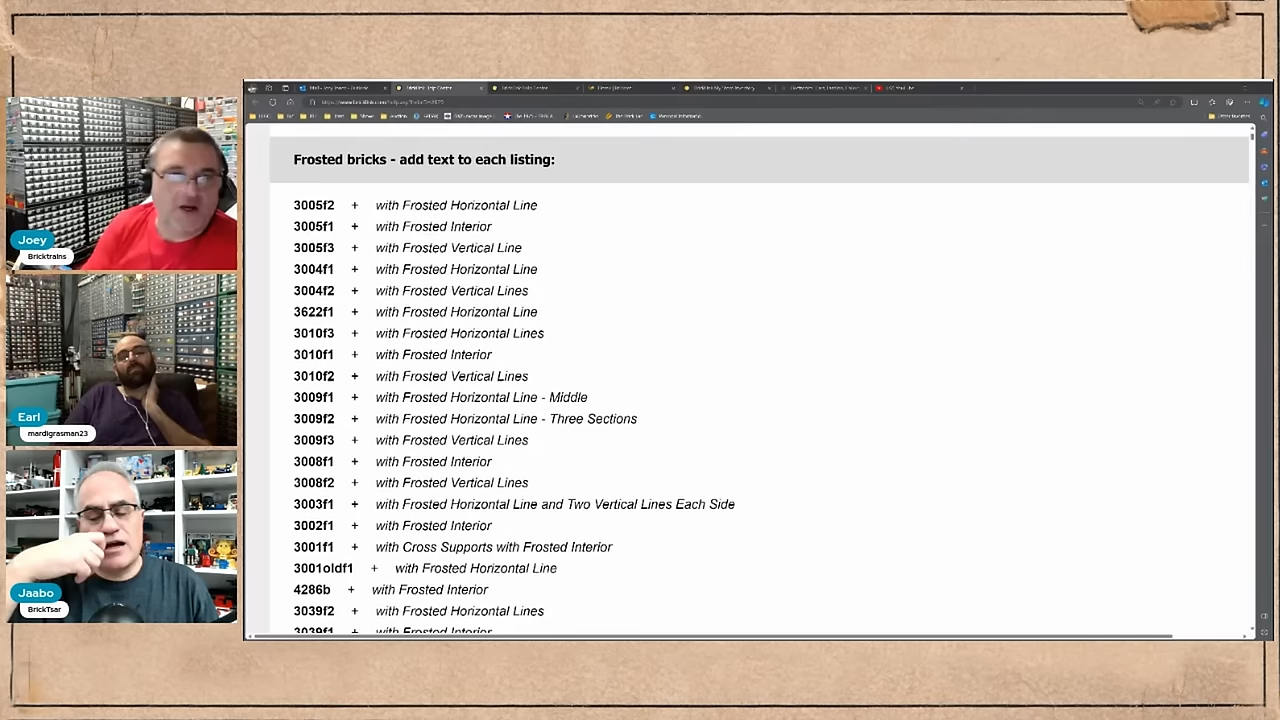 Joey
Bricktrains
Earl
mardigrasman23
Jaabo
BrickTsar
Frosted bricks - add text to each listing:
3005f2 + with Frosted Horizontal Line
3005f1 + with Frosted Interior
3005f3 + with Frosted Vertical Line
3004f1 + with Frosted Horizontal Line
3004f2 + with Frosted Vertical Lines
3622f1 + with Frosted Horizontal Line
3010f3 + with Frosted Horizontal Lines
3010f1 + with Frosted Interior
3010f2 + with Frosted Vertical Lines
3009f1 + with Frosted Horizontal Line - Middle
3009f2 + with Frosted Horizontal Line - Three Sections
3009f3 + with Frosted Vertical Lines
3008f1 + with Frosted Interior
3008f2 + with Frosted Vertical Lines
3003f1 + with Frosted Horizontal Line and Two Vertical Lines Each Side
3002f1 + with Frosted Interior
3001f1 + with Cross Supports with Frosted Interior
3001oldf1 + with Frosted Horizontal Line
4286b + with Frosted Interior
3039f2 + with Frosted Horizontal Lines
3039f1 + with Frosted Interior